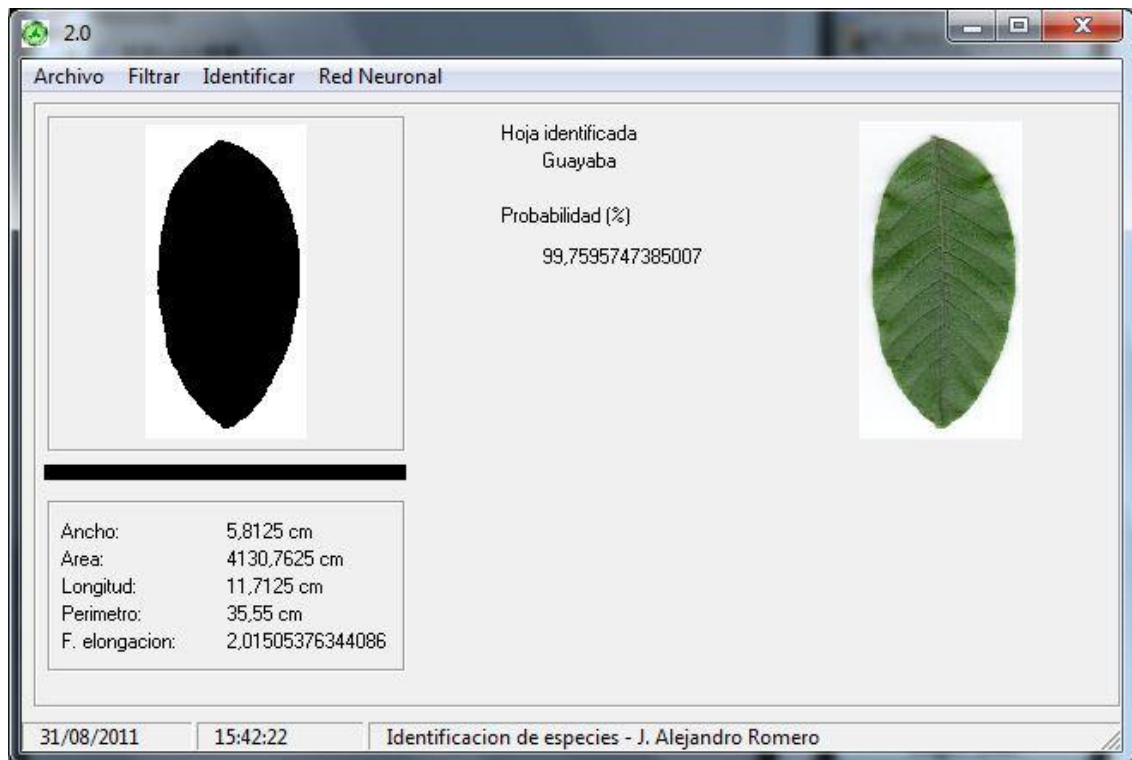 2.0
Archivo Filtrar Identificar Red Neuronal
Hoja identificada
Guayaba
Probabilidad (%)
99,7595747385007
Ancho: 5,8125 cm
Area: 4130,7625 cm
Longitud: 11,7125 cm
Perimetro: 35,55 cm
F. elongacion: 2,01505376344086
31/08/2011 15:42:22 Identificacion de especies - J. Alejandro Romero